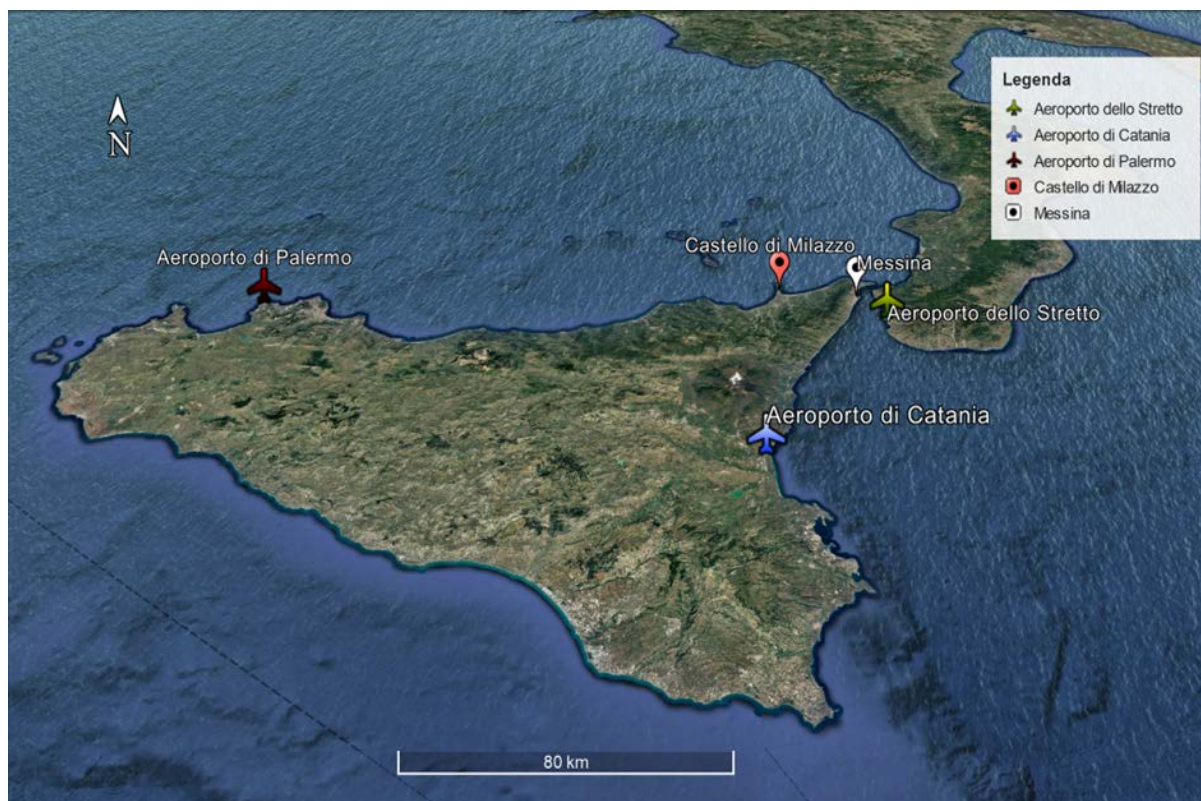 Legenda
Aeroporto dello Stretto
Aeroporto di Catania
Aeroporto di Palermo
Castello di Milazzo
Messina
N
Castello di Milazzo
Aeroporto di Palermo
Messina
Aeroporto dello Stretto
Aeroporto di Catania
80 km